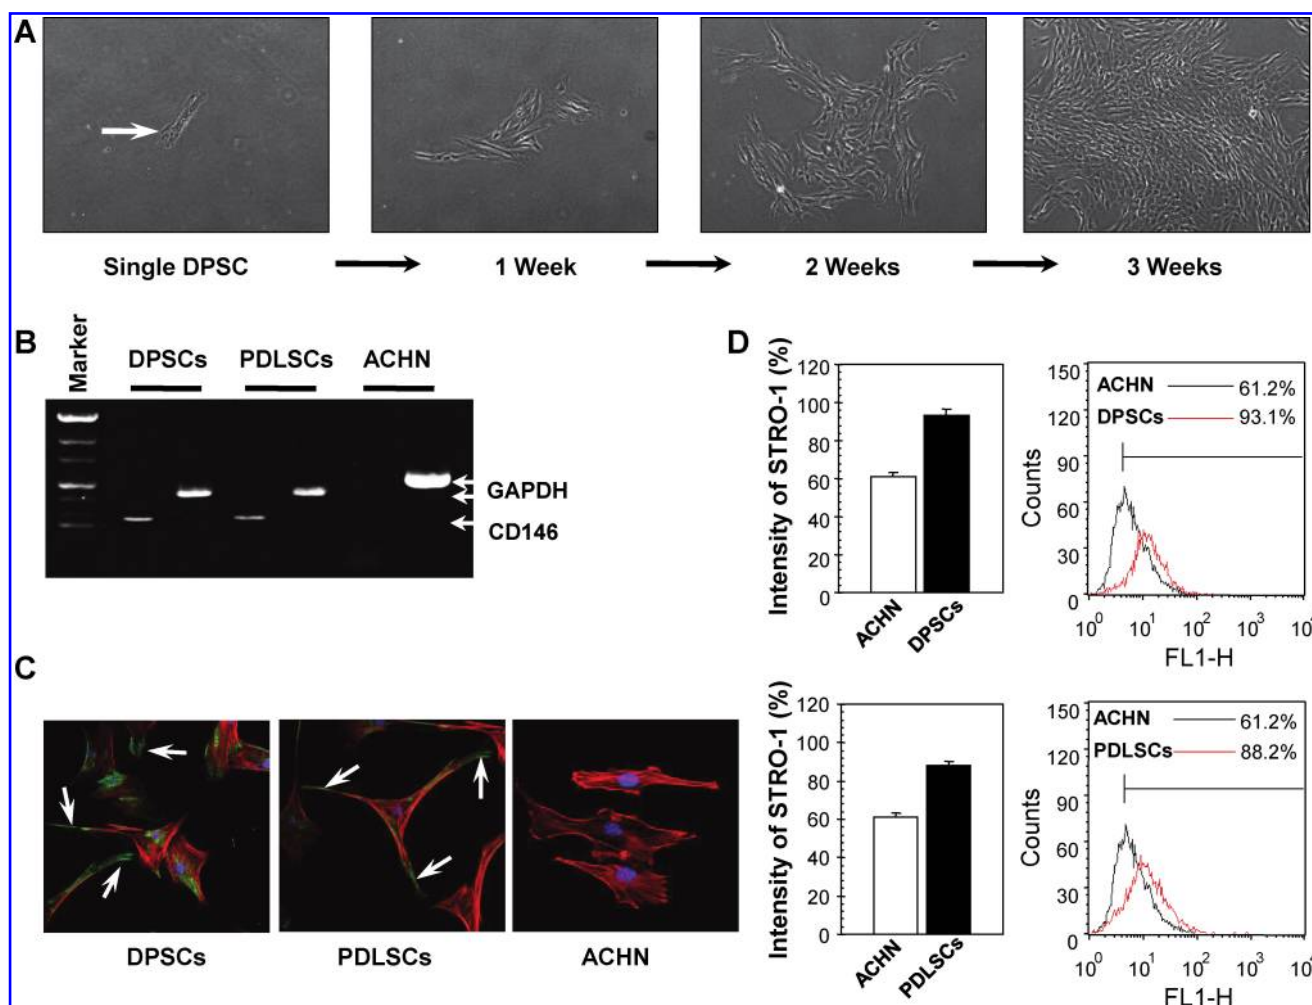 A
Single DPSC
1 Week
2 Weeks
3 Weeks
B
Marker
DPSCs
PDLSCs
ACHN
GAPDH
CD146
C
DPSCs
PDLSCs
ACHN
D
Intensity of STRO-1 (%)
120
100
80
60
40
20
0
ACHN
DPSCs
Counts
150
120
90
60
30
0
ACHN 61.2%
DPSCs 93.1%
10⁰ 10¹ 10² 10³ 10⁴
FL1-H
Intensity of STRO-1 (%)
120
100
80
60
40
20
0
ACHN
PDLSCs
Counts
150
120
90
60
30
0
ACHN 61.2%
PDLSCs 88.2%
10⁰ 10¹ 10² 10³ 10⁴
FL1-H